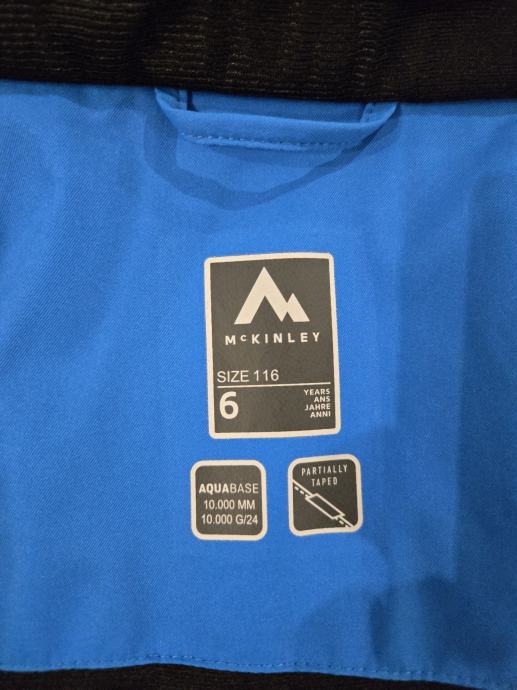 McKINLEY
SIZE 116
6
YEARS
ANS
JAHRE
ANNI
AQUABASE
10.000 MM
10.000 G/24
PARTIALLY
TAPED